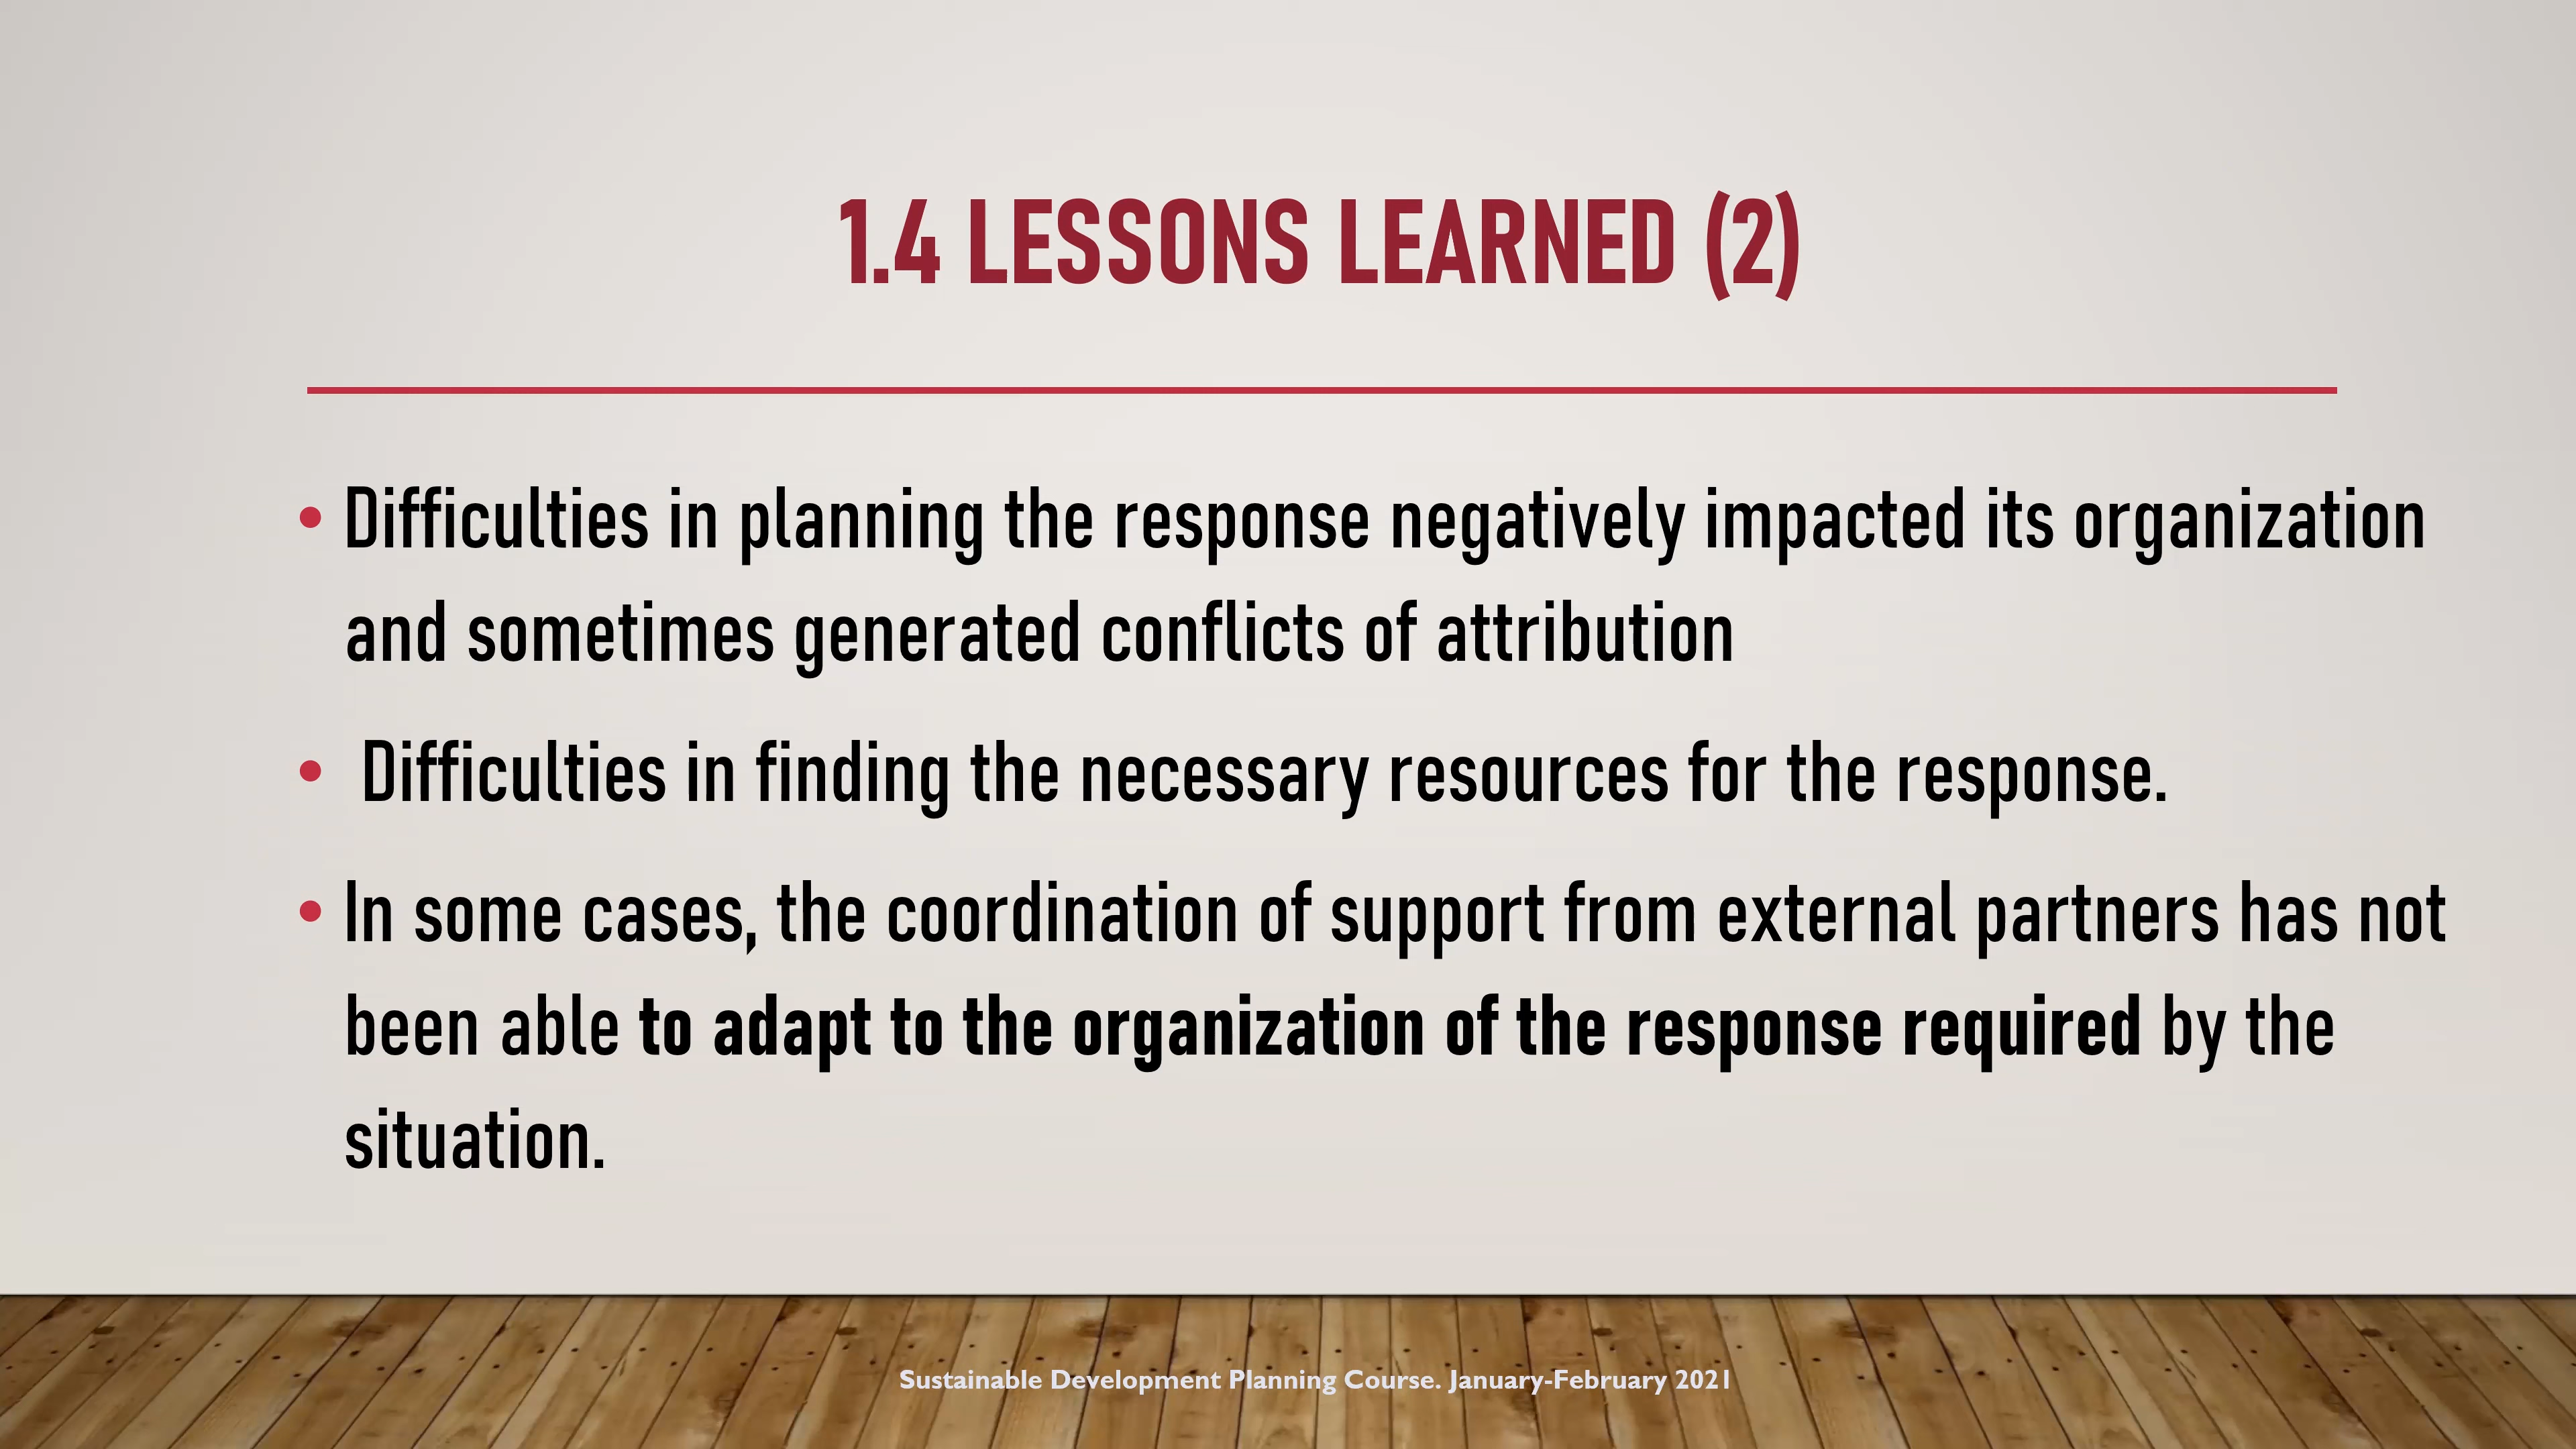 1.4 LESSONS LEARNED (2)
• Difficulties in planning the response negatively impacted its organization
and sometimes generated conflicts of attribution
• Difficulties in finding the necessary resources for the response.
• In some cases, the coordination of support from external partners has not
been able to adapt to the organization of the response required by the
situation.
Sustainable Development Planning Course. January-February 2021